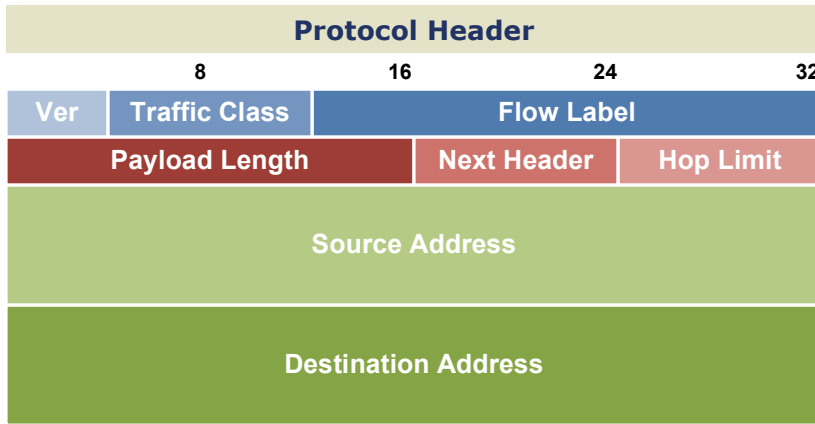 Protocol Header
8 16 24 32
Ver Traffic Class Flow Label
Payload Length Next Header Hop Limit
Source Address
Destination Address